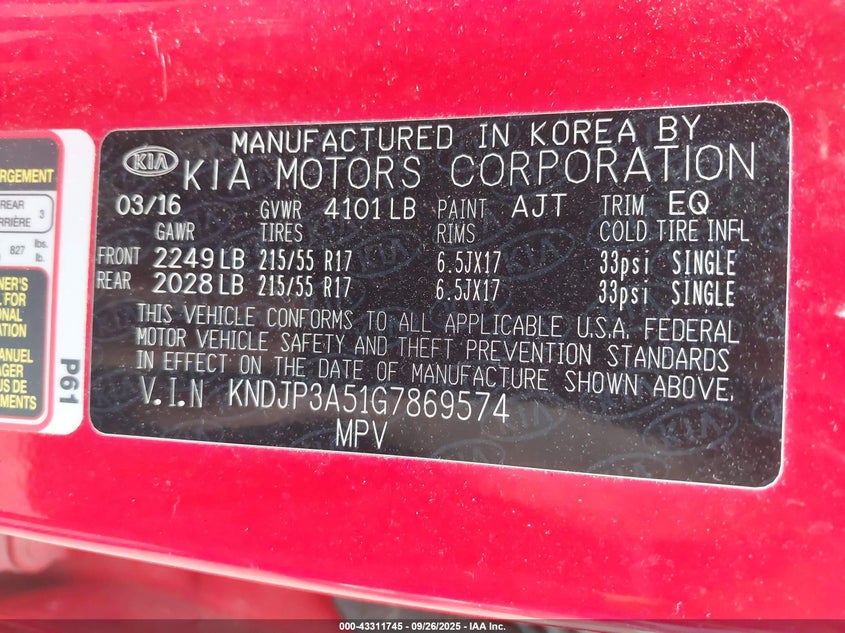 MANUFACTURED IN KOREA BY
KIA KIA MOTORS CORPORATION
03/16 GVWR 4101 LB PAINT AJT TRIM EQ
GAWR TIRES RIMS COLD TIRE INFL
FRONT 2249 LB 215/55 R17 6.5JX17 33psi SINGLE
REAR 2028 LB 215/55 R17 6.5JX17 33psi SINGLE
THIS VEHICLE CONFORMS TO ALL APPLICABLE U.S.A. FEDERAL
MOTOR VEHICLE SAFETY AND THEFT PREVENTION STANDARDS
IN EFFECT ON THE DATE OF MANUFACTURE SHOWN ABOVE.
V.I.N KNDJP3A51G7869574
MPV
REAR
3
827 lbs.
P61
000-43311745 - 09/26/2025 - IAA Inc.